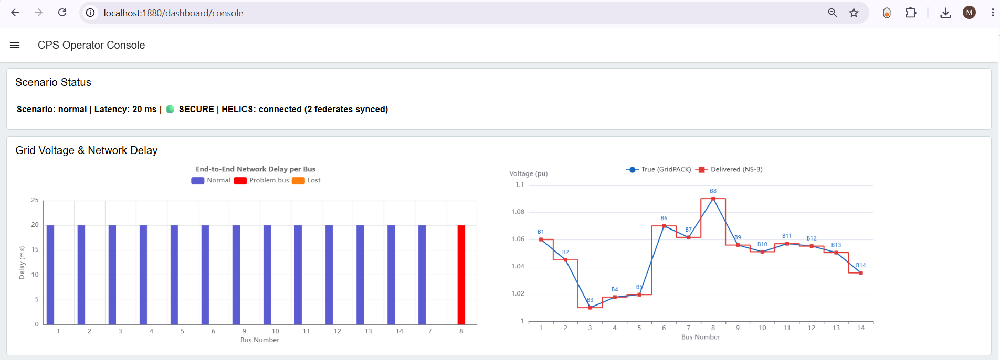 localhost:1880/dashboard/console
M
CPS Operator Console
Scenario Status
Scenario: normal | Latency: 20 ms | SECURE | HELICS: connected (2 federates synced)
Grid Voltage & Network Delay
End-to-End Network Delay per Bus
Normal Problem bus Lost
25
20
15
10
5
0
Delay (ms)
1 2 3 4 5 6 9 10 11 12 13 14 7 8
Bus Number
True (GridPACK) Delivered (NS-3)
Voltage (pu)
1.1
1.08
1.06
1.04
1.02
1
B1 B2 B3 B4 B5 B6 B7 B8 B9 B10 B11 B12 B13 B14
1 2 3 4 5 6 7 8 9 10 11 12 13 14
Bus Number